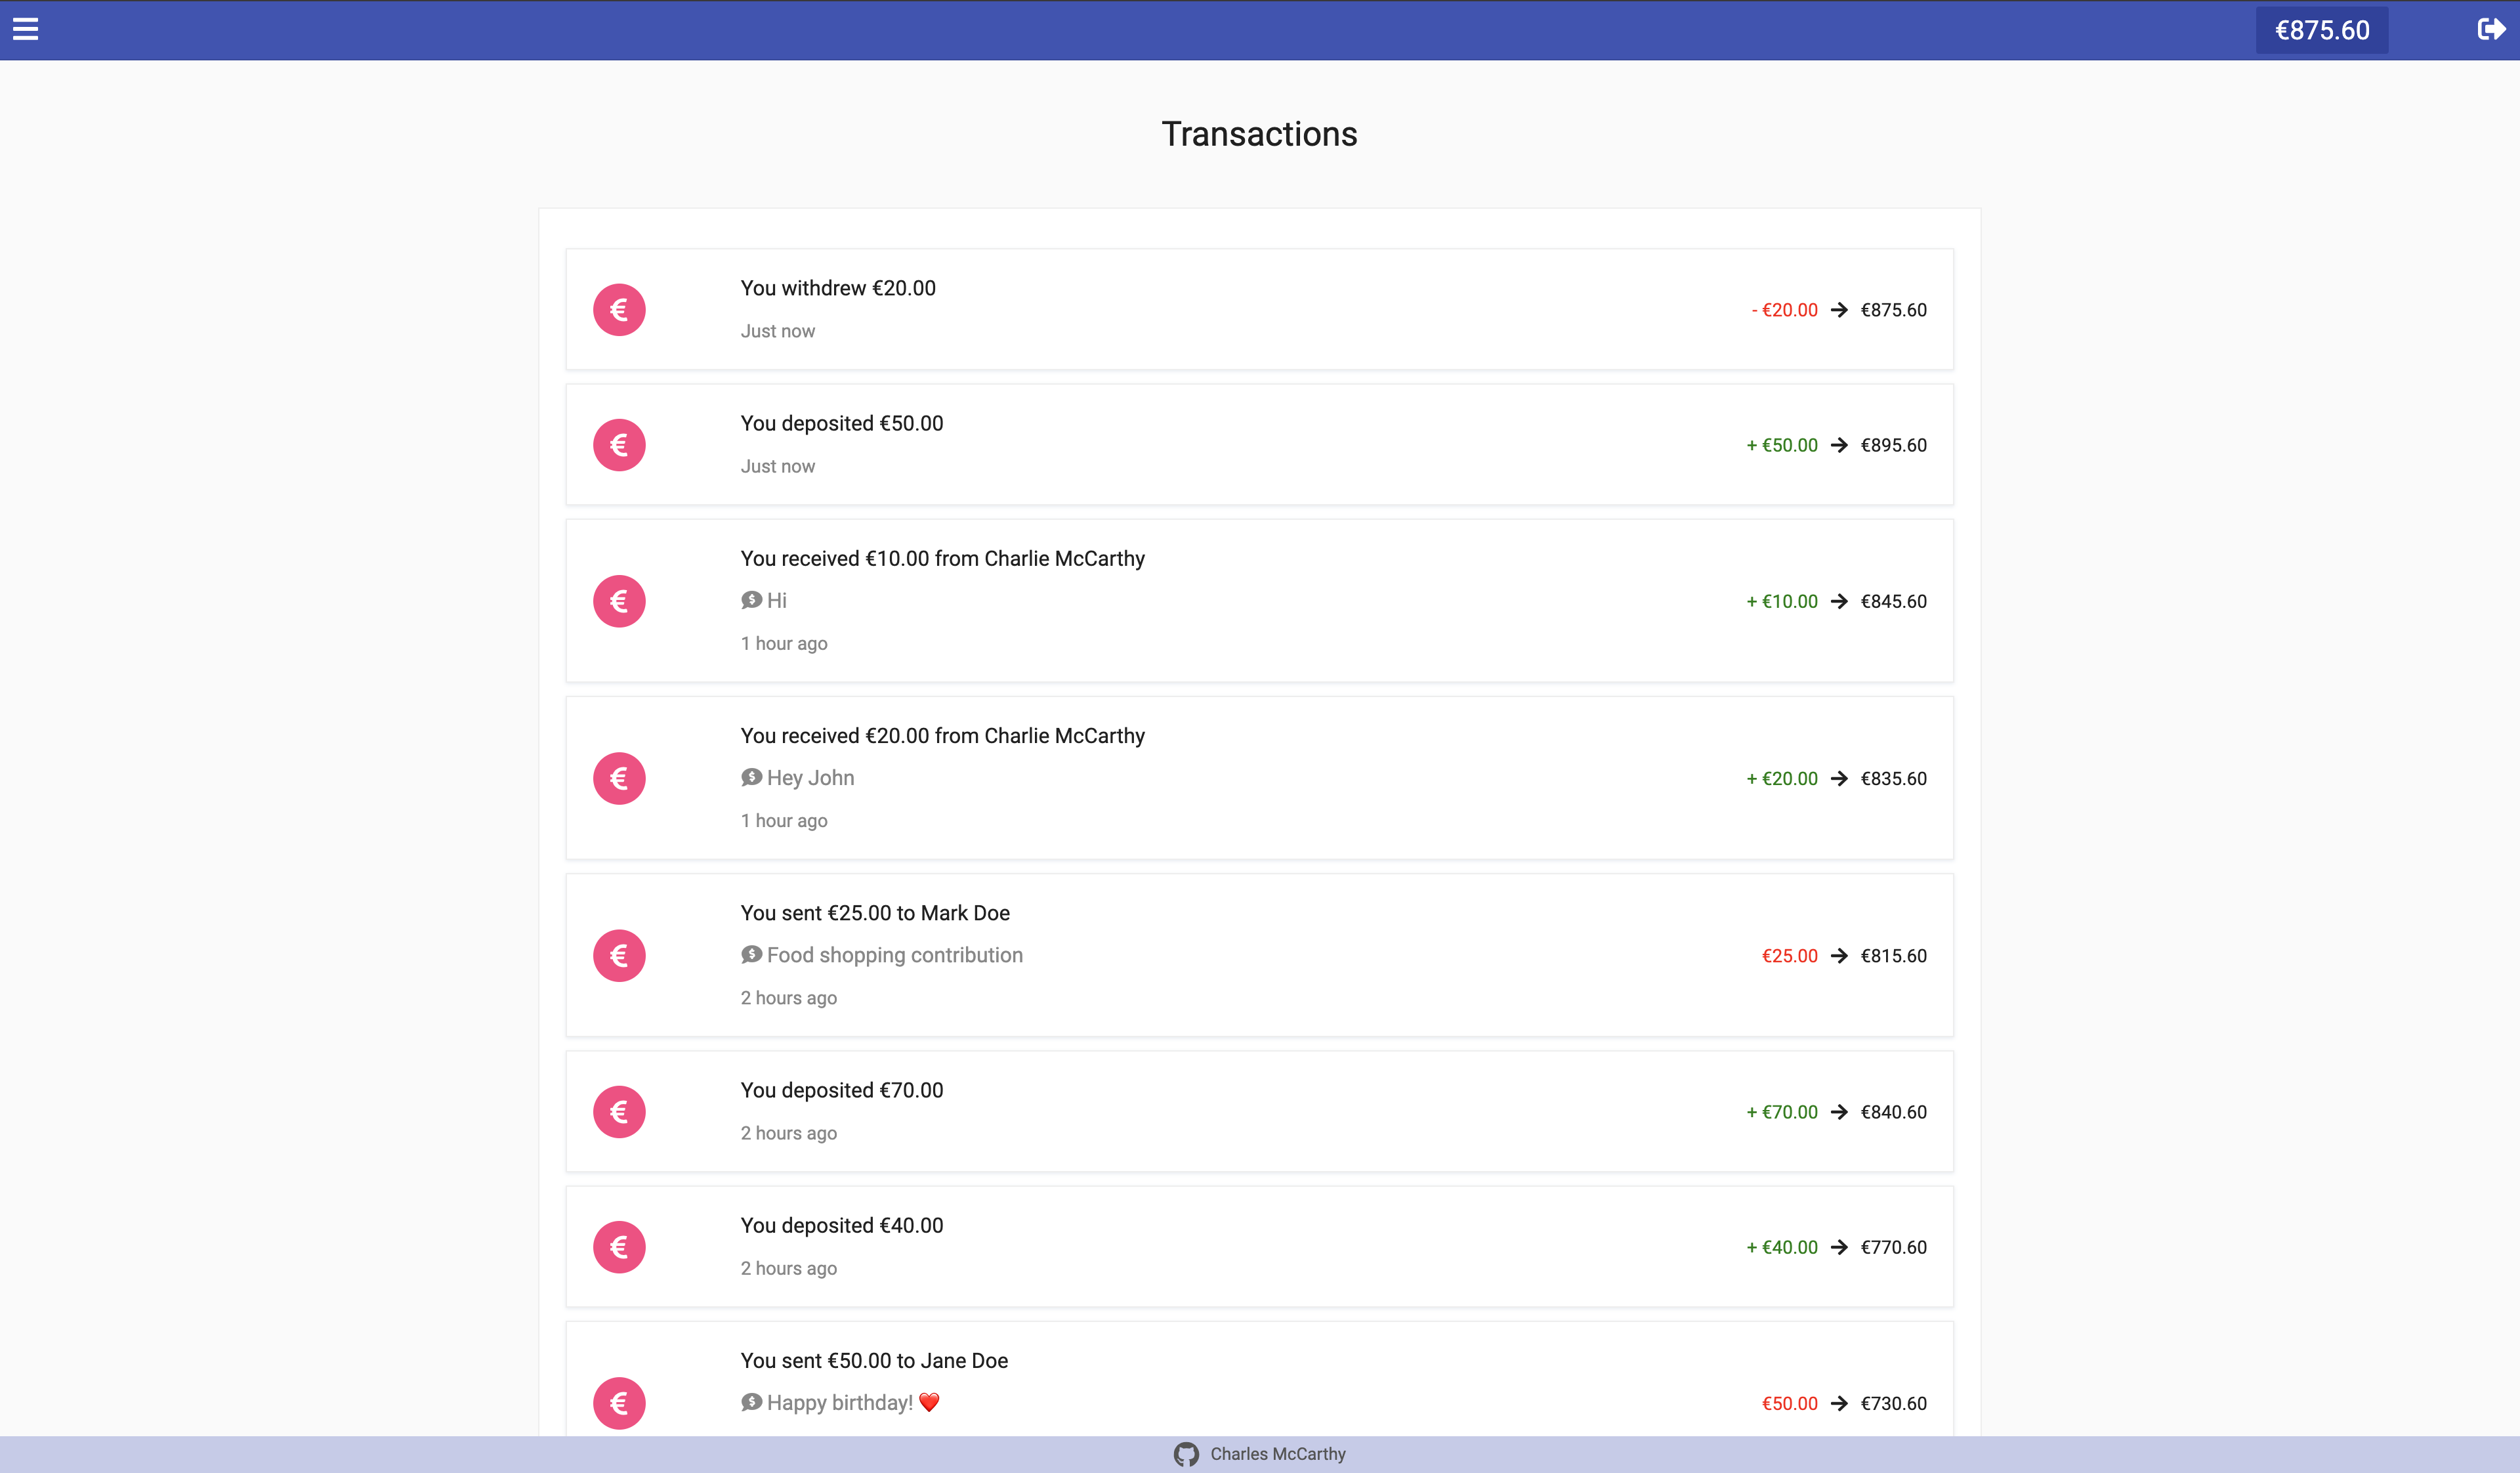 €875.60
Transactions
You withdrew €20.00
Just now
- €20.00 → €875.60
You deposited €50.00
Just now
+ €50.00 → €895.60
You received €10.00 from Charlie McCarthy
Hi
1 hour ago
+ €10.00 → €845.60
You received €20.00 from Charlie McCarthy
Hey John
1 hour ago
+ €20.00 → €835.60
You sent €25.00 to Mark Doe
Food shopping contribution
2 hours ago
€25.00 → €815.60
You deposited €70.00
2 hours ago
+ €70.00 → €840.60
You deposited €40.00
2 hours ago
+ €40.00 → €770.60
You sent €50.00 to Jane Doe
Happy birthday! ❤️
€50.00 → €730.60
Charles McCarthy